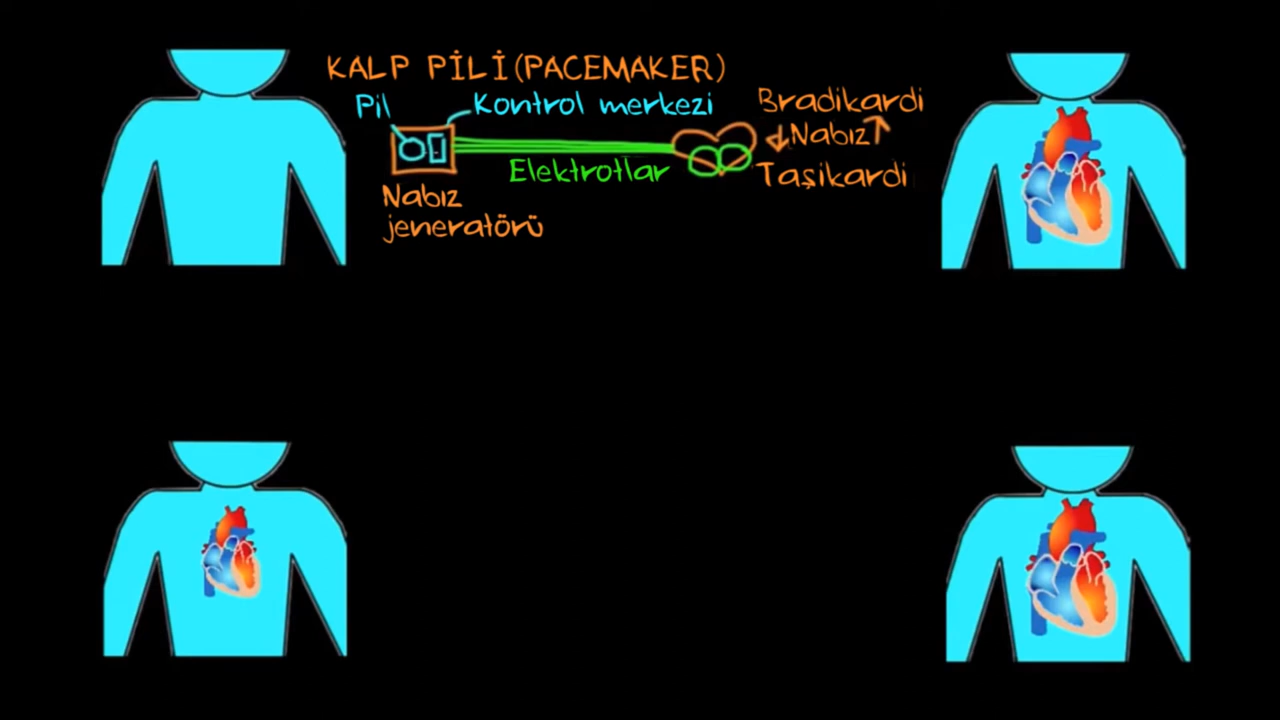 KALP PİLİ(PACEMAKER)
Pil
Kontrol merkezi
Elektrotlar
Nabız
jeneratörü
Bradikardi
↓Nabız↑
Taşikardi